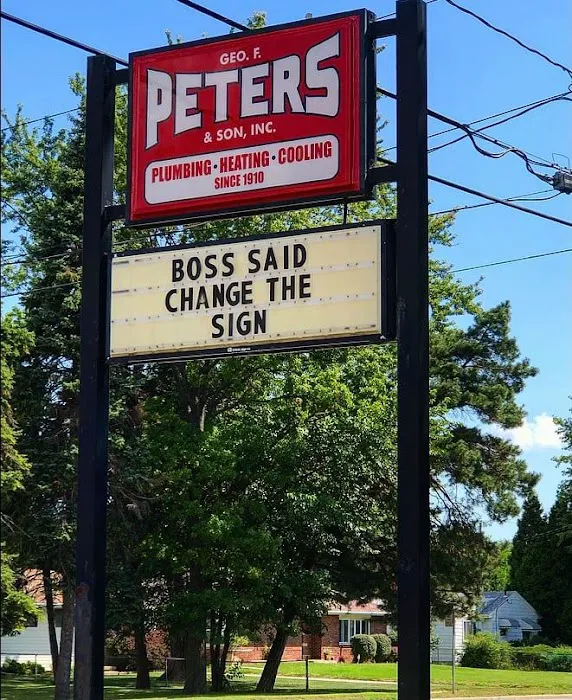 GEO. F.
PETERS
& SON, INC.
PLUMBING · HEATING · COOLING
SINCE 1910
BOSS SAID
CHANGE THE
SIGN